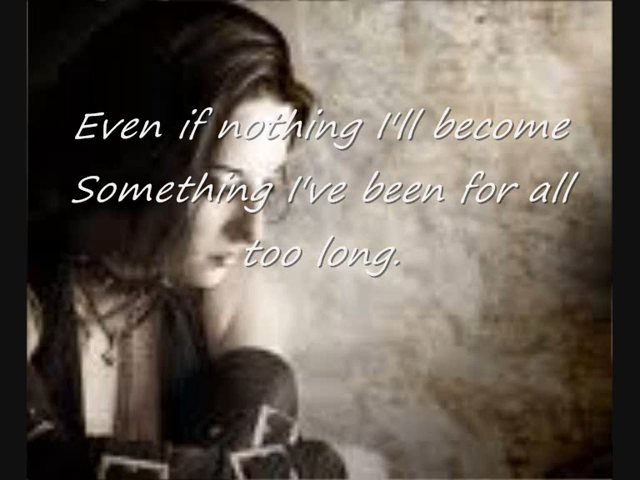 Even if nothing I'll become
Something I've been for all
too long.